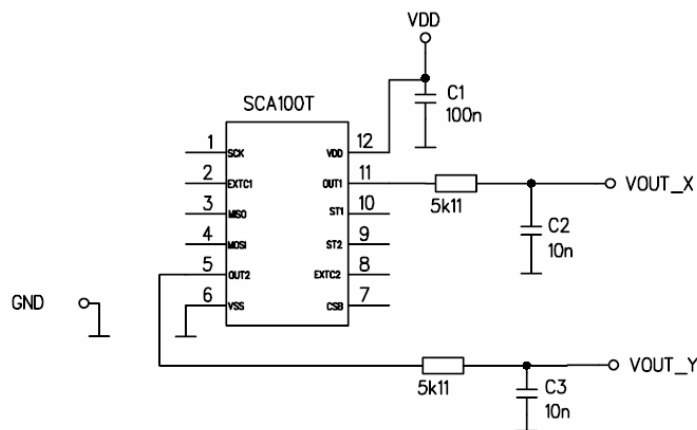 VDD
C1
100n
SCA100T
1 SCK VDD 12
2 EXTC1 OUT1 11
3 MISO ST1 10
4 MOSI ST2 9
5 OUT2 EXTC2 8
6 VSS CSB 7
5k11
VOUT_X
C2
10n
GND
5k11
VOUT_Y
C3
10n